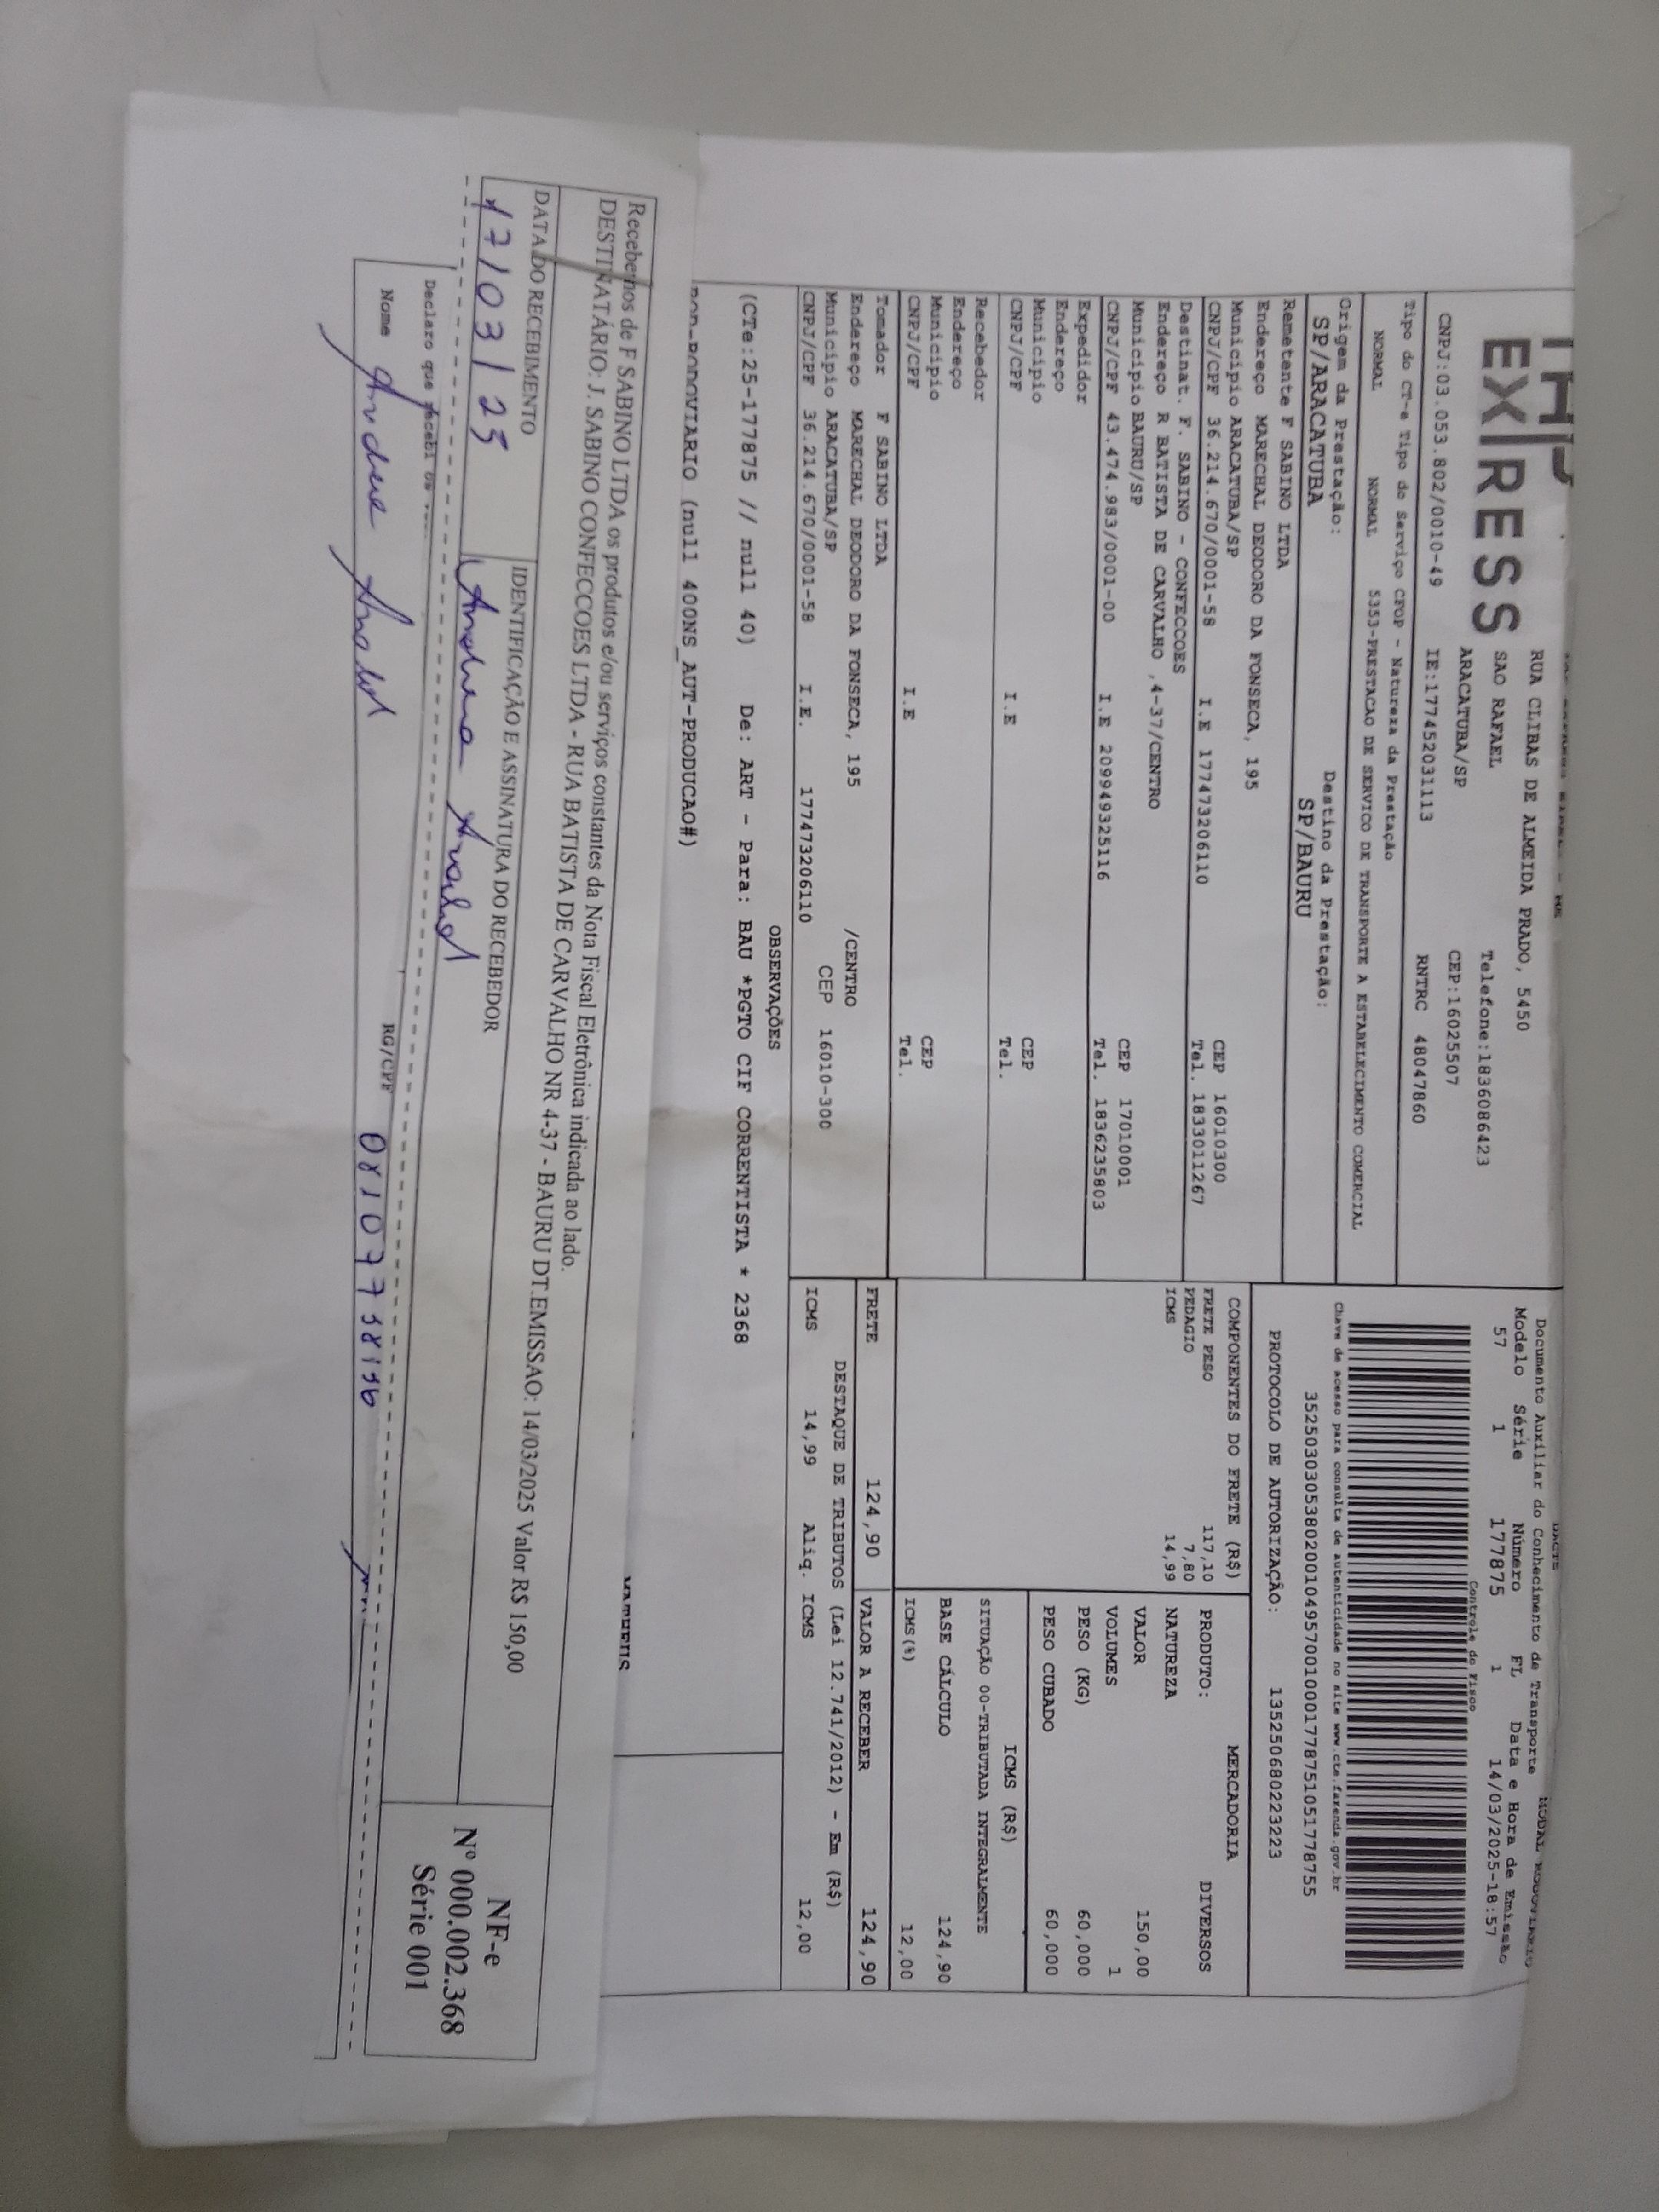 EX|RESS
RUA CLIBAS DE ALMEIDA PRADO, 5450
SAO RAFAEL Telefone:1836086423
ARACATUBA/SP CEP:16025507
CNPJ:03.053.802/0010-49 IE:177452031113 RNTRC 48047860
Tipo do CT-e Tipo do Serviço CFOP - Natureza da Prestação
NORMAL NORMAL 5353-PRESTACAO DE SERVICO DE TRANSPORTE A ESTABELECIMENTO COMERCIAL
Origem da Prestação: Destino da Prestação:
SP/ARACATUBA SP/BAURU
Remetente F SABINO LTDA
Endereço MARECHAL DEODORO DA FONSECA, 195
Município ARACATUBA/SP CEP 16010300
CNPJ/CPF 36.214.670/0001-58 I.E 177473206110 Tel. 1833011267
Destinat. F. SABINO - CONFECCOES
Endereço R BATISTA DE CARVALHO ,4-37/CENTRO
Município BAURU/SP CEP 17010001
CNPJ/CPF 43.474.983/0001-00 I.E 209949325116 Tel. 1836235803
Expedidor
Endereço
Município CEP
CNPJ/CPF I.E Tel.
Recebedor
Endereço
Município CEP
CNPJ/CPF I.E Tel.
Tomador F SABINO LTDA
Endereço MARECHAL DEODORO DA FONSECA, 195 /CENTRO
Município ARACATUBA/SP CEP 16010-300
CNPJ/CPF 36.214.670/0001-58 I.E. 177473206110
DACTE
Documento Auxiliar do Conhecimento de Transporte
Modelo Série Número FL Data e Hora de Emissão
57 1 177875 1 14/03/2025-18:57
Controle do Fisco
Chave de acesso para consulta de autenticidade no site www.cte.fazenda.gov.br
35250303053802001049570010001778751051778755
PROTOCOLO DE AUTORIZAÇÃO: 135250680223223
COMPONENTES DO FRETE (R$)
FRETE PESO 117,10
PEDAGIO 7,80
ICMS 14,99
MERCADORIA
PRODUTO: DIVERSOS
NATUREZA
VALOR 150,00
VOLUMES 1
PESO (KG) 60,000
PESO CUBADO 60,000
ICMS (R$)
SITUAÇÃO 00-TRIBUTADA INTEGRALMENTE
BASE CÁLCULO 124,90
ICMS(%) 12,00
FRETE 124,90 VALOR A RECEBER 124,90
DESTAQUE DE TRIBUTOS (Lei 12.741/2012) - Em (R$)
ICMS 14,99 Aliq. ICMS 12,00
OBSERVAÇÕES
(CTe:25-177875 // null 40) De: ART - Para: BAU *PGTO CIF CORRENTISTA * 2368
RODOVIARIO (null 400NS_AUT-PRODUCAO#)
MATHEUS
Recebemos de F SABINO LTDA os produtos e/ou serviços constantes da Nota Fiscal Eletrônica indicada ao lado.
DESTINATÁRIO: J. SABINO CONFECCOES LTDA - RUA BATISTA DE CARVALHO NR 4-37 - BAURU DT.EMISSAO: 14/03/2025 Valor R$ 150,00
DATA DO RECEBIMENTO IDENTIFICAÇÃO E ASSINATURA DO RECEBEDOR
17/03/25
NF-e
Nº 000.002.368
Série 001
Declaro que recebi os
Nome RG/CPF